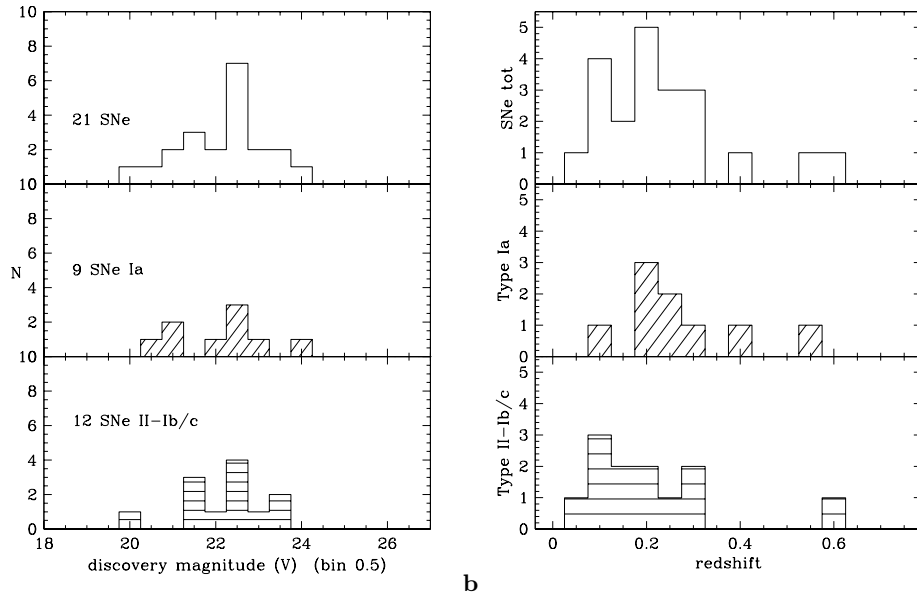 10
8
6
4
2
10
21 SNe
8
6
4
2
10
N
9 SNe Ia
8
6
4
2
0
12 SNe II-Ib/c
18 20 22 24 26
discovery magnitude (V) (bin 0.5)
5
4
3
2
1
0
SNe tot
5
4
3
2
1
0
Type Ia
5
4
3
2
1
0
Type II-Ib/c
0 0.2 0.4 0.6
redshift
b